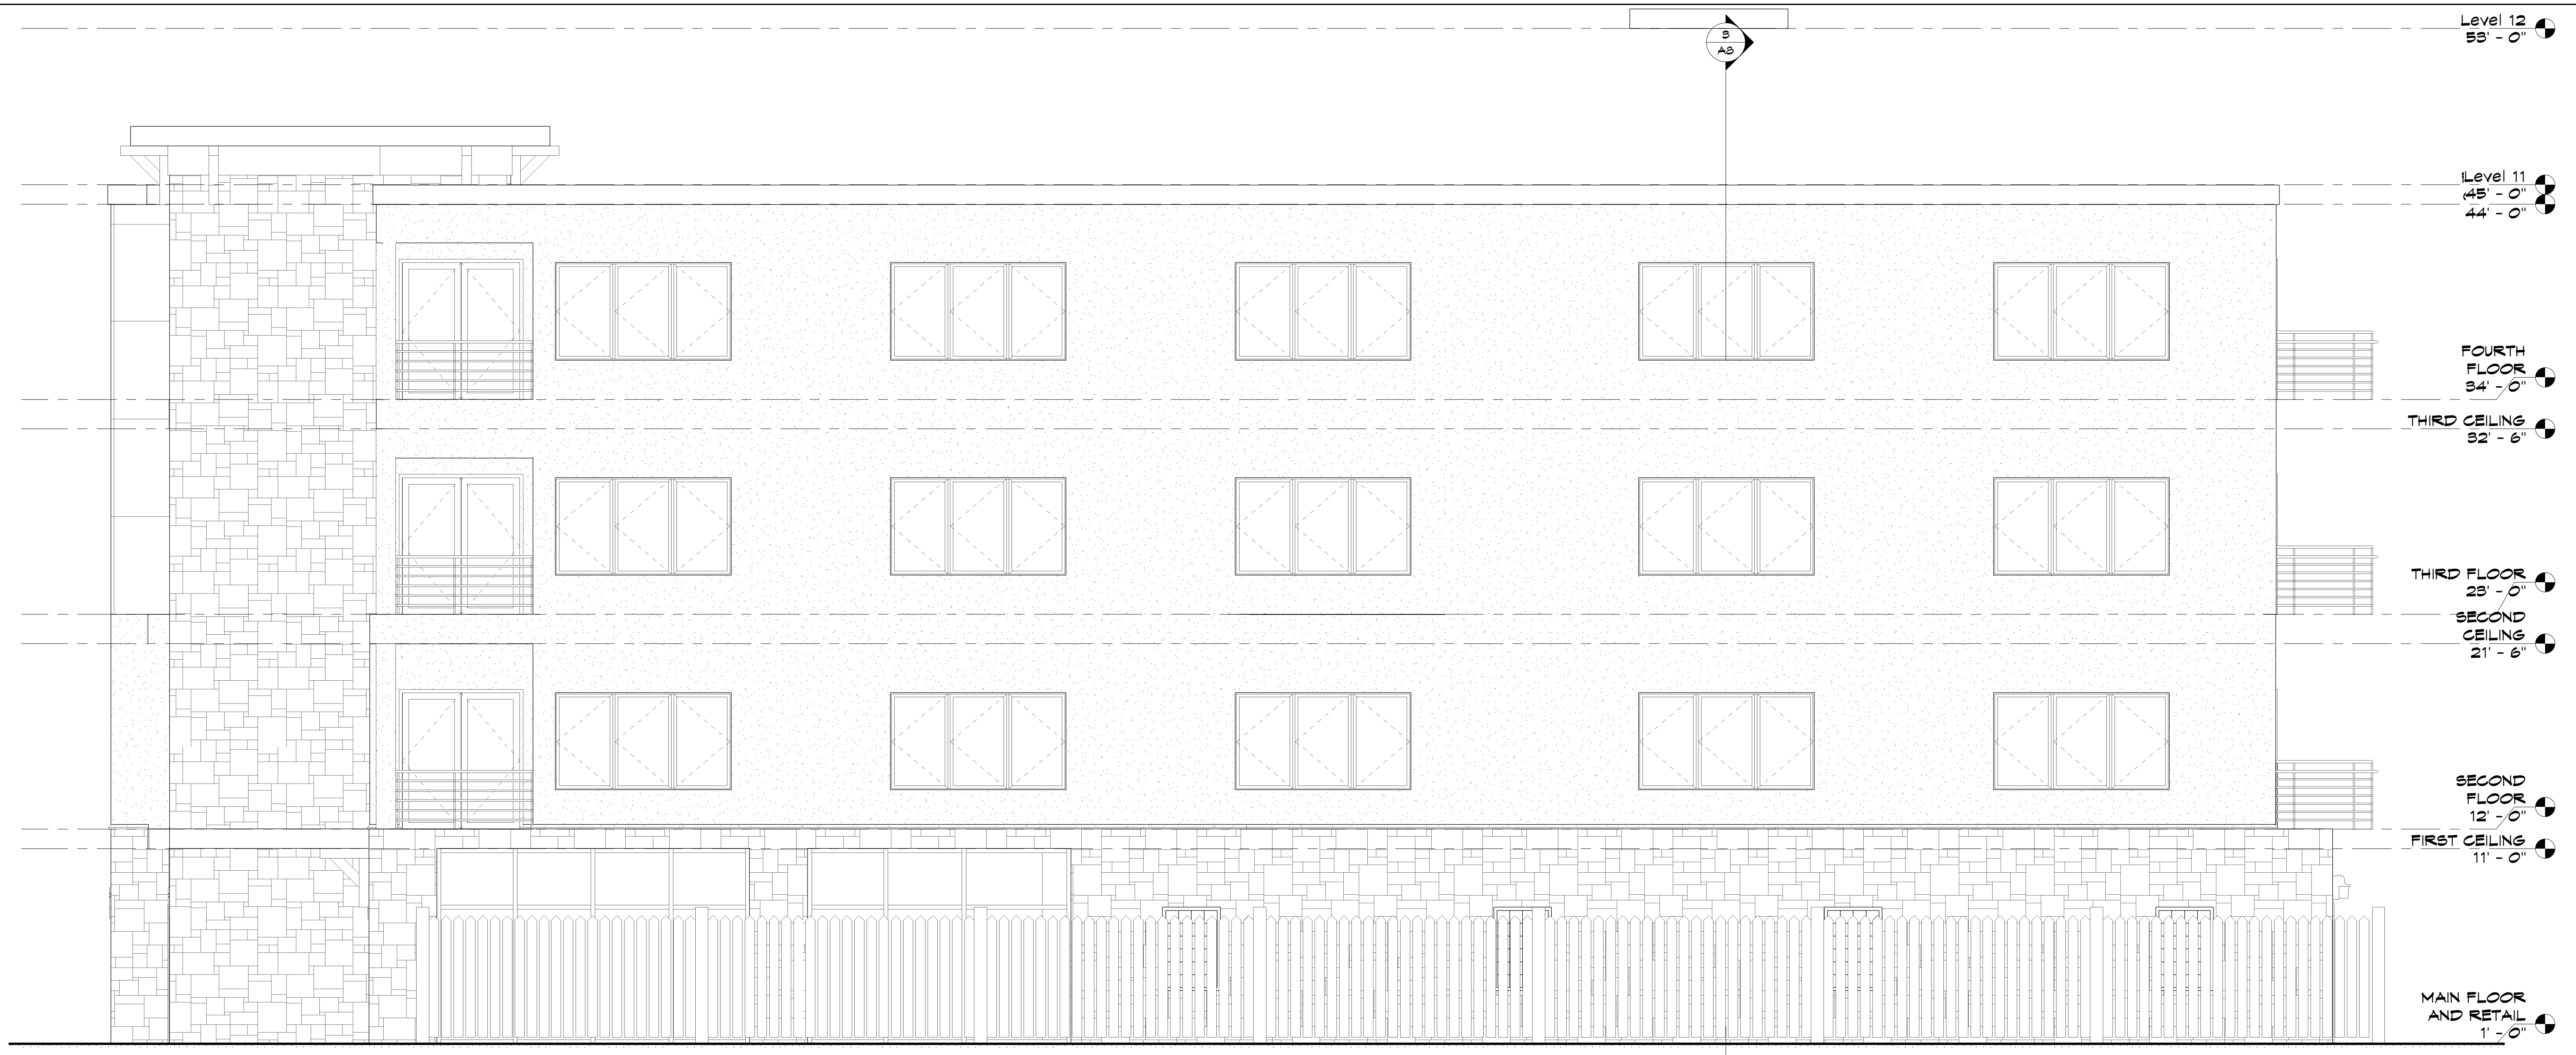 Level 12
53' - 0"
3
A8
Level 11
45' - 0"
44' - 0"
FOURTH
FLOOR
34' - 0"
THIRD CEILING
32' - 6"
THIRD FLOOR
23' - 0"
SECOND
CEILING
21' - 6"
SECOND
FLOOR
12' - 0"
FIRST CEILING
11' - 0"
MAIN FLOOR
AND RETAIL
1' - 0"